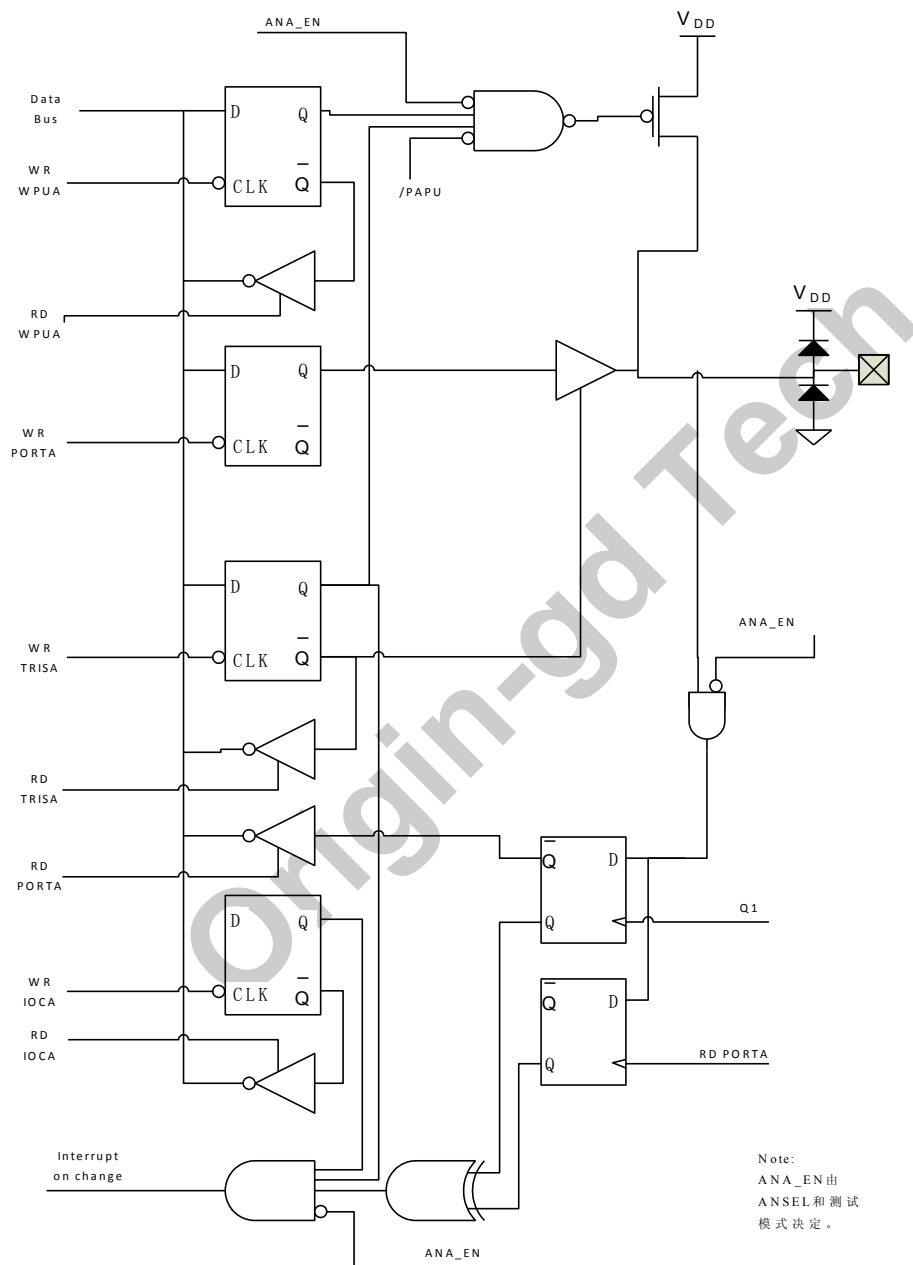 ANA_EN
VDD
Data
Bus
D
Q
WR
WPUA
CLK
Q
/PAPU
RD
WPUA
VDD
D
Q
WR
PORTA
CLK
Q
D
Q
WR
TRISA
CLK
Q
ANA_EN
RD
TRISA
RD
PORTA
Q
D
Q
Q1
D
Q
WR
IOCA
CLK
Q
RD
IOCA
Q
D
Q
RD PORTA
Interrupt
on change
ANA_EN
Note:
ANA_EN由
ANSEL和测试
模式决定。
Origin-gd Tech